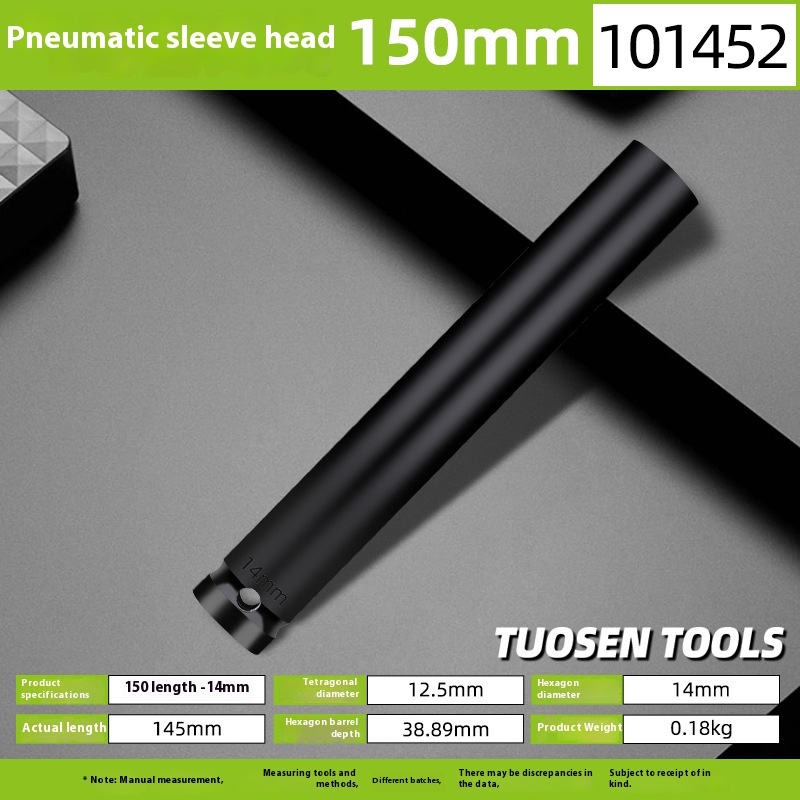 Pneumatic sleeve head 150mm 101452
14mm
TUOSEN TOOLS
Product specifications 150 length -14mm
Tetragonal diameter 12.5mm
Hexagon diameter 14mm
Actual length 145mm
Hexagon barrel depth 38.89mm
Product Weight 0.18kg
* Note: Manual measurement, Measuring tools and methods, Different batches, There may be discrepancies in the data, Subject to receipt of in kind.